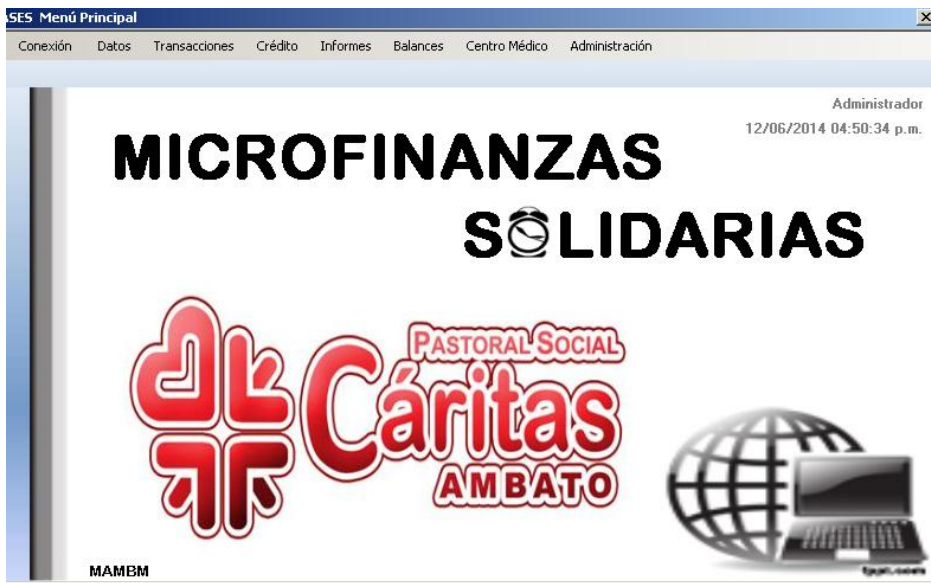 ASES Menú Principal
Conexión Datos Transacciones Crédito Informes Balances Centro Médico Administración
Administrador
12/06/2014 04:50:34 p.m.
MICROFINANZAS
SOLIDARIAS
PASTORAL SOCIAL
Cáritas
AMBATO
MAMBM